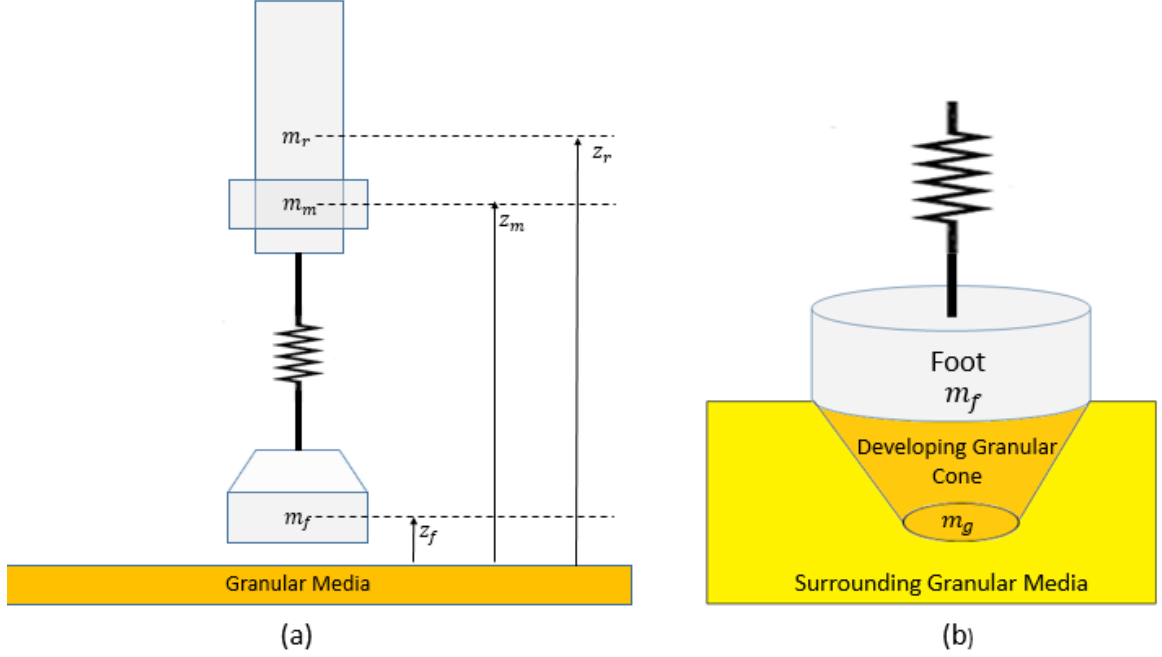 m_r
z_r
m_m
z_m
m_f
z_f
Granular Media
(a)
Foot
m_f
Developing Granular
Cone
m_g
Surrounding Granular Media
(b)